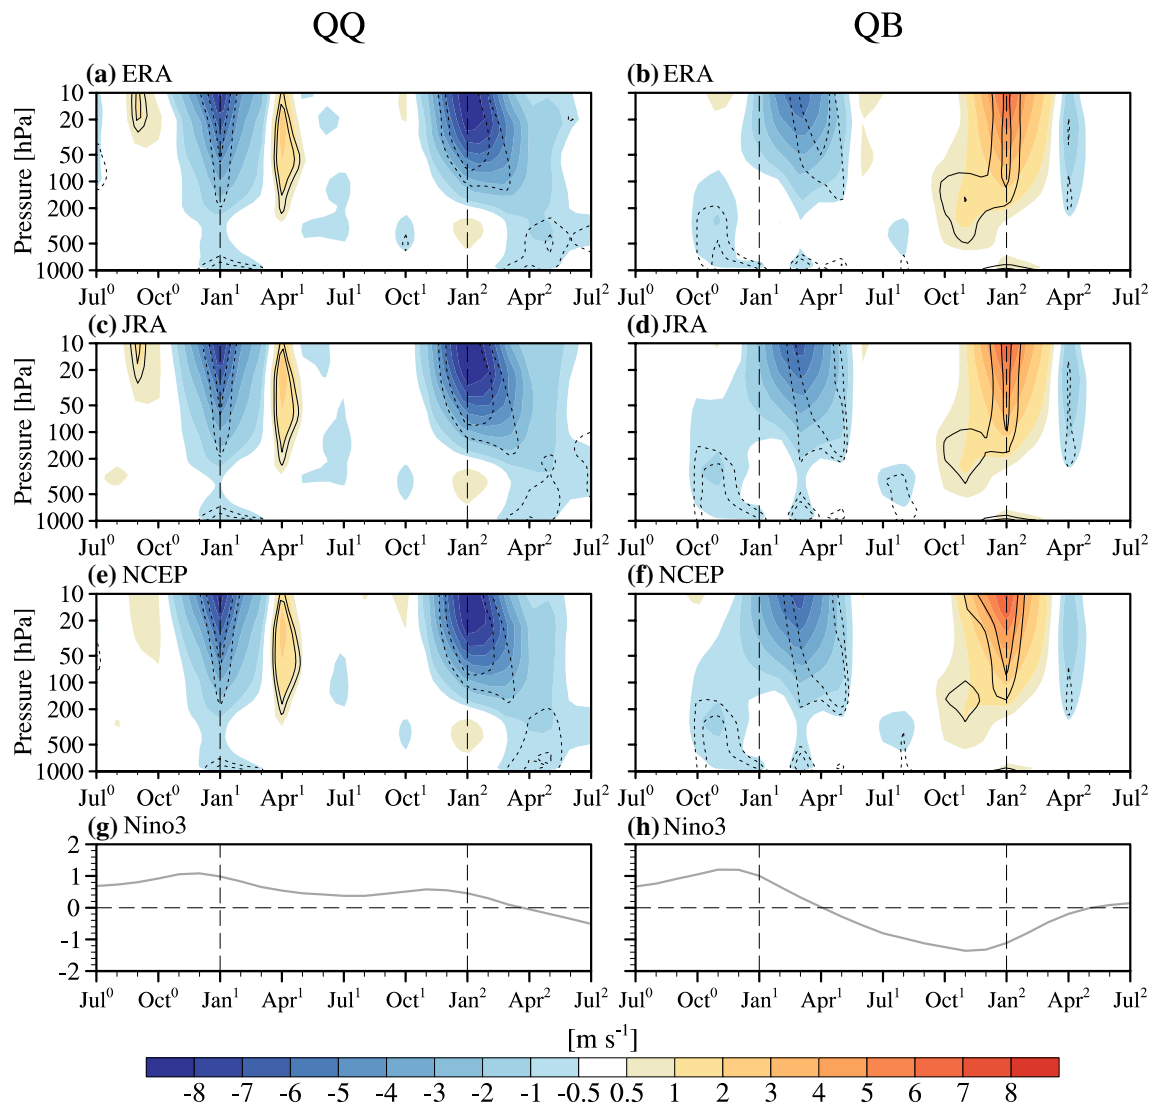 QQ QB
(a) ERA (b) ERA
Pressure [hPa]
10
20
50
100
200
500
1000
Jul⁰ Oct⁰ Jan¹ Apr¹ Jul¹ Oct¹ Jan² Apr² Jul²
Jul⁰ Oct⁰ Jan¹ Apr¹ Jul¹ Oct¹ Jan² Apr² Jul²
(c) JRA (d) JRA
Pressure [hPa]
10
20
50
100
200
500
1000
Jul⁰ Oct⁰ Jan¹ Apr¹ Jul¹ Oct¹ Jan² Apr² Jul²
Jul⁰ Oct⁰ Jan¹ Apr¹ Jul¹ Oct¹ Jan² Apr² Jul²
(e) NCEP (f) NCEP
Pressure [hPa]
10
20
50
100
200
500
1000
Jul⁰ Oct⁰ Jan¹ Apr¹ Jul¹ Oct¹ Jan² Apr² Jul²
Jul⁰ Oct⁰ Jan¹ Apr¹ Jul¹ Oct¹ Jan² Apr² Jul²
(g) Nino3 (h) Nino3
2
1
0
-1
-2
Jul⁰ Oct⁰ Jan¹ Apr¹ Jul¹ Oct¹ Jan² Apr² Jul²
Jul⁰ Oct⁰ Jan¹ Apr¹ Jul¹ Oct¹ Jan² Apr² Jul²
[m s⁻¹]
-8 -7 -6 -5 -4 -3 -2 -1 -0.5 0.5 1 2 3 4 5 6 7 8